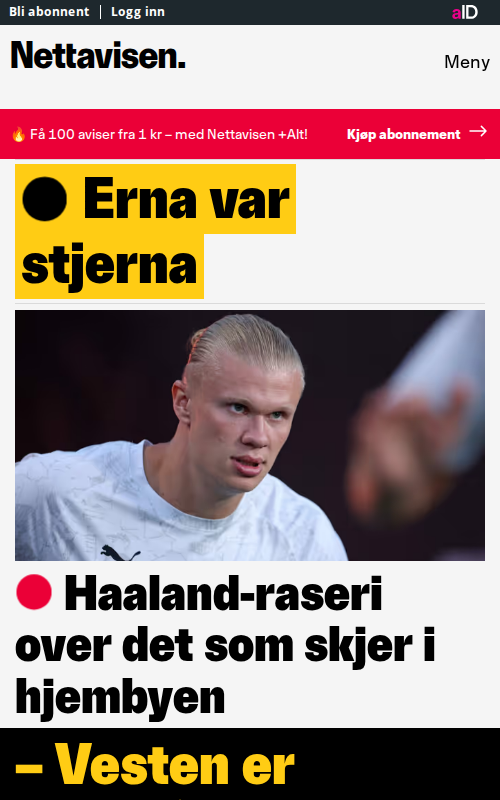 Bli abonnent | Logg inn
aID
Nettavisen.
Meny
🔥 Få 100 aviser fra 1 kr – med Nettavisen +Alt!
Kjøp abonnement →
Erna var
stjerna
Haaland-raseri
over det som skjer i
hjembyen
– Vesten er